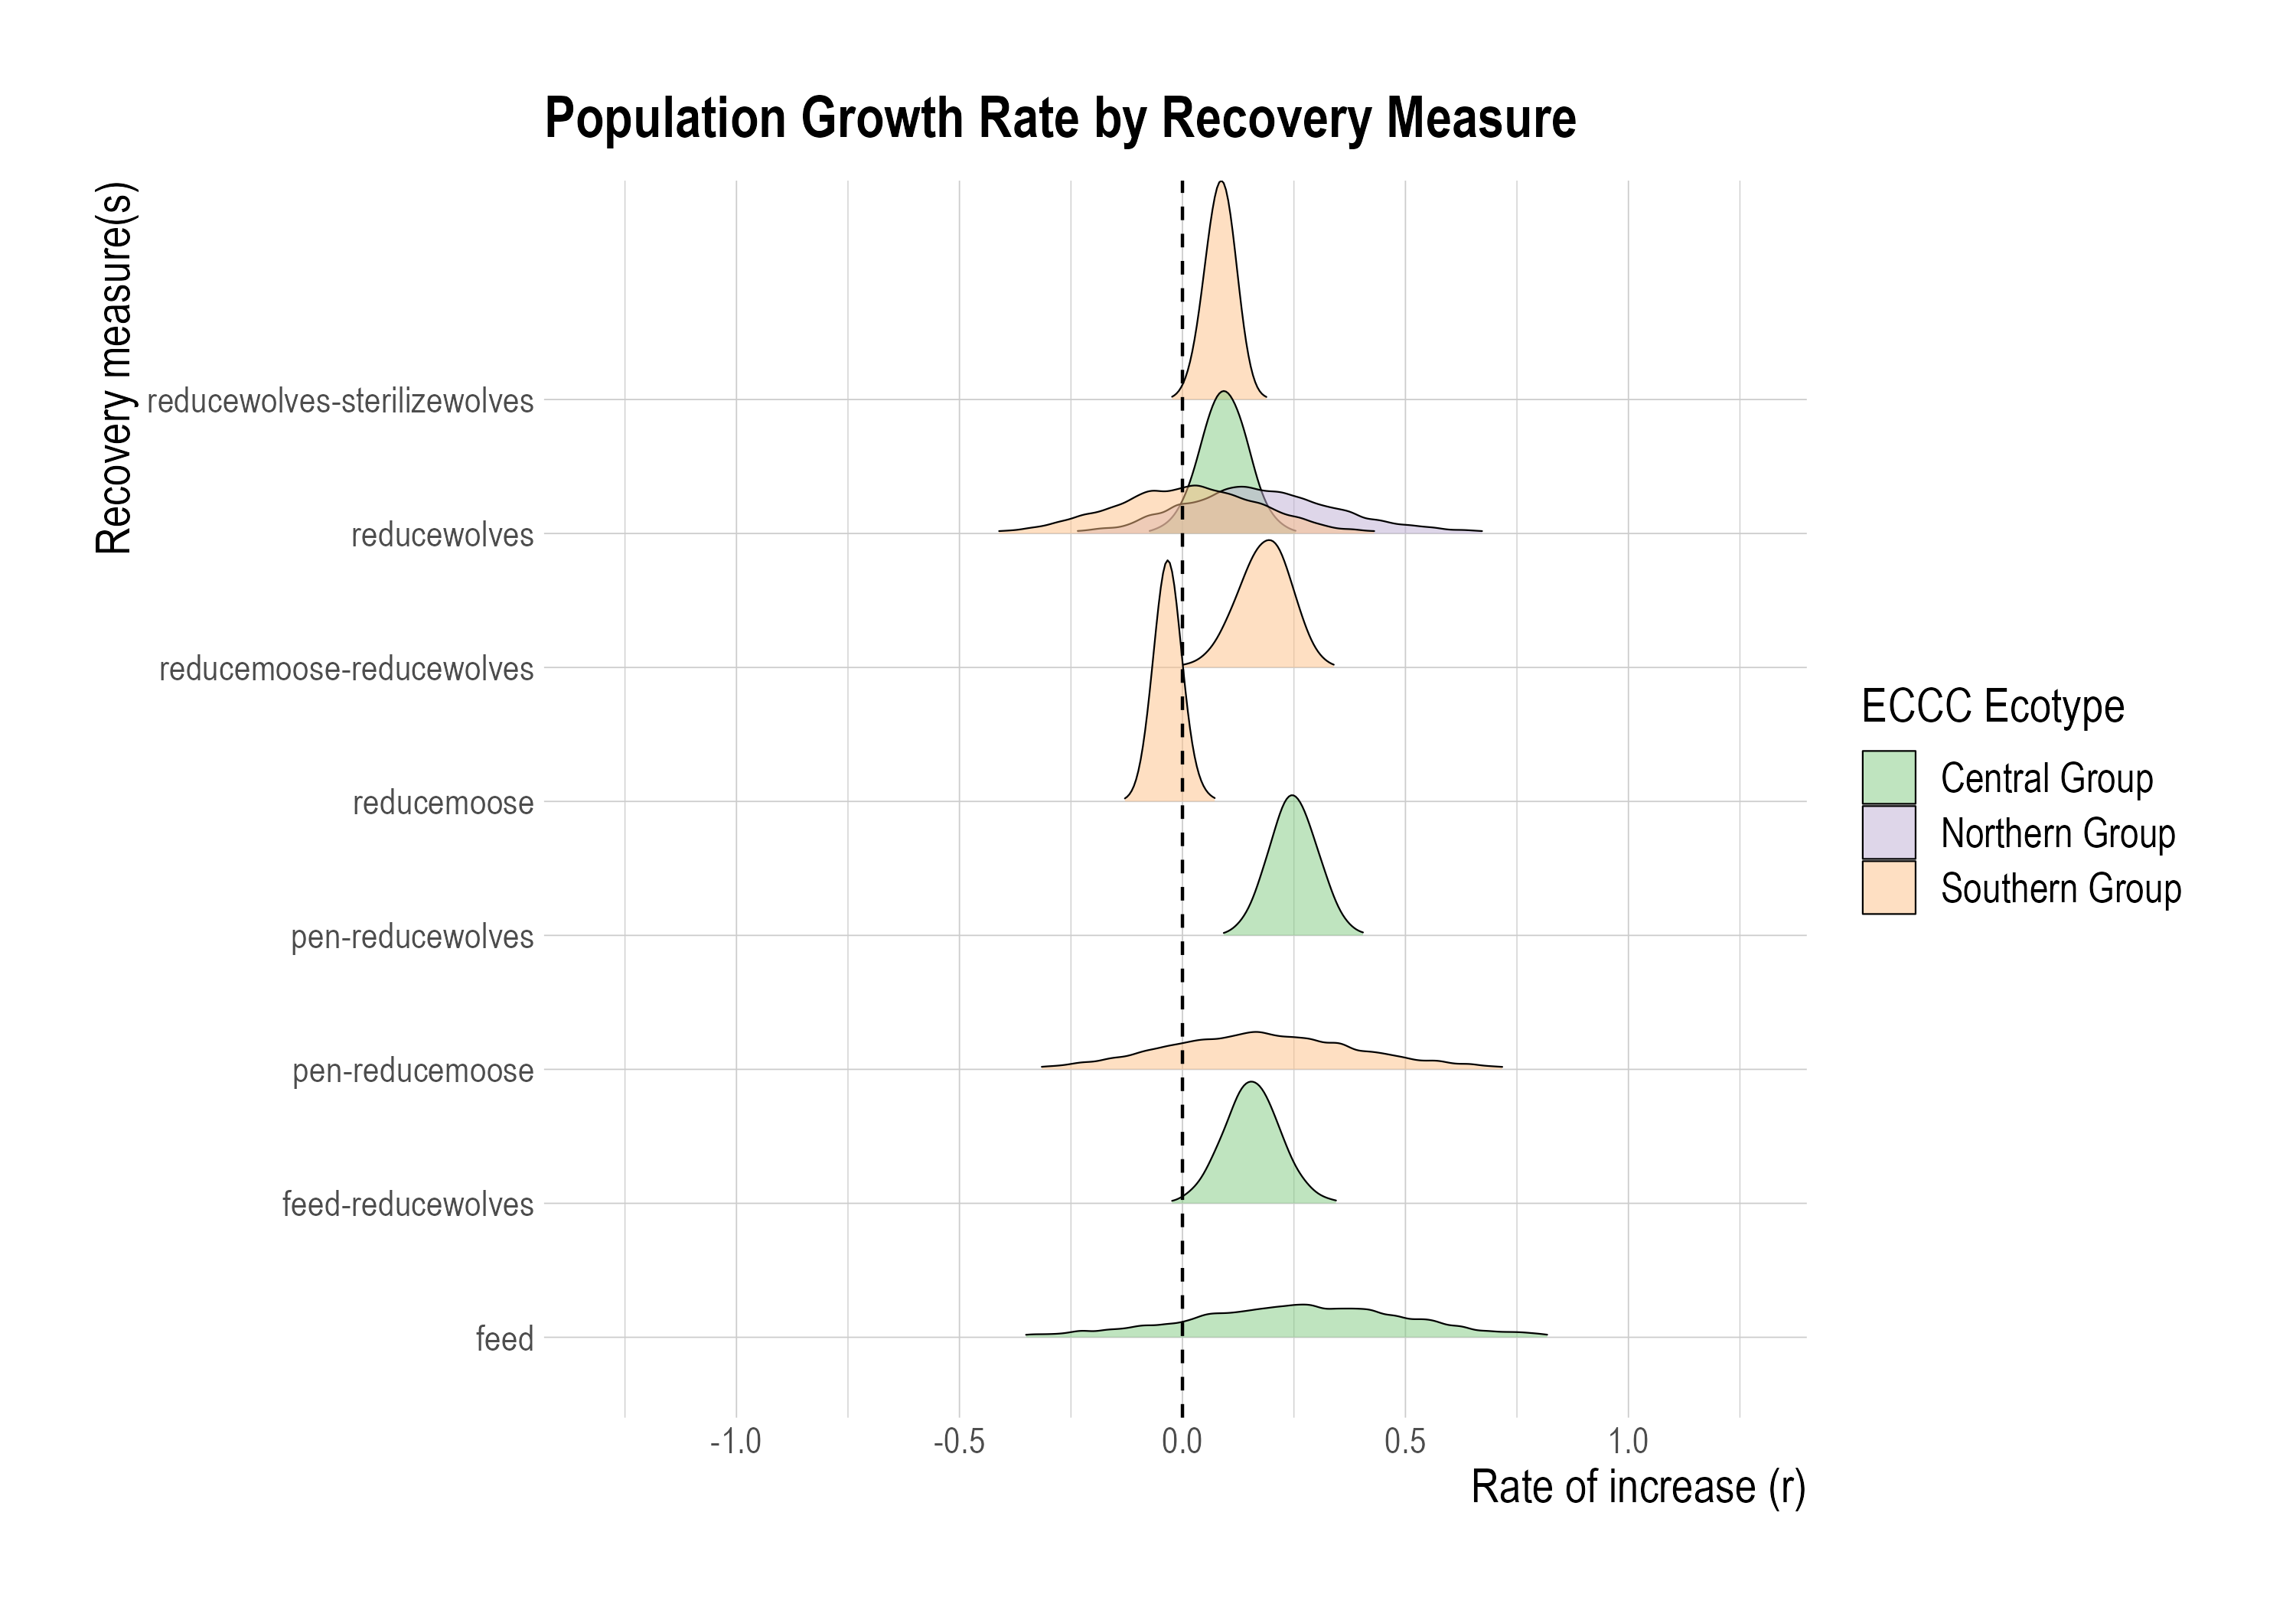 Population Growth Rate by Recovery Measure
Recovery measure(s)
reducewolves-sterilizewolves
reducewolves
reducemoose-reducewolves
reducemoose
pen-reducewolves
pen-reducemoose
feed-reducewolves
feed
-1.0
-0.5
0.0
0.5
1.0
Rate of increase (r)
ECCC Ecotype
Central Group
Northern Group
Southern Group